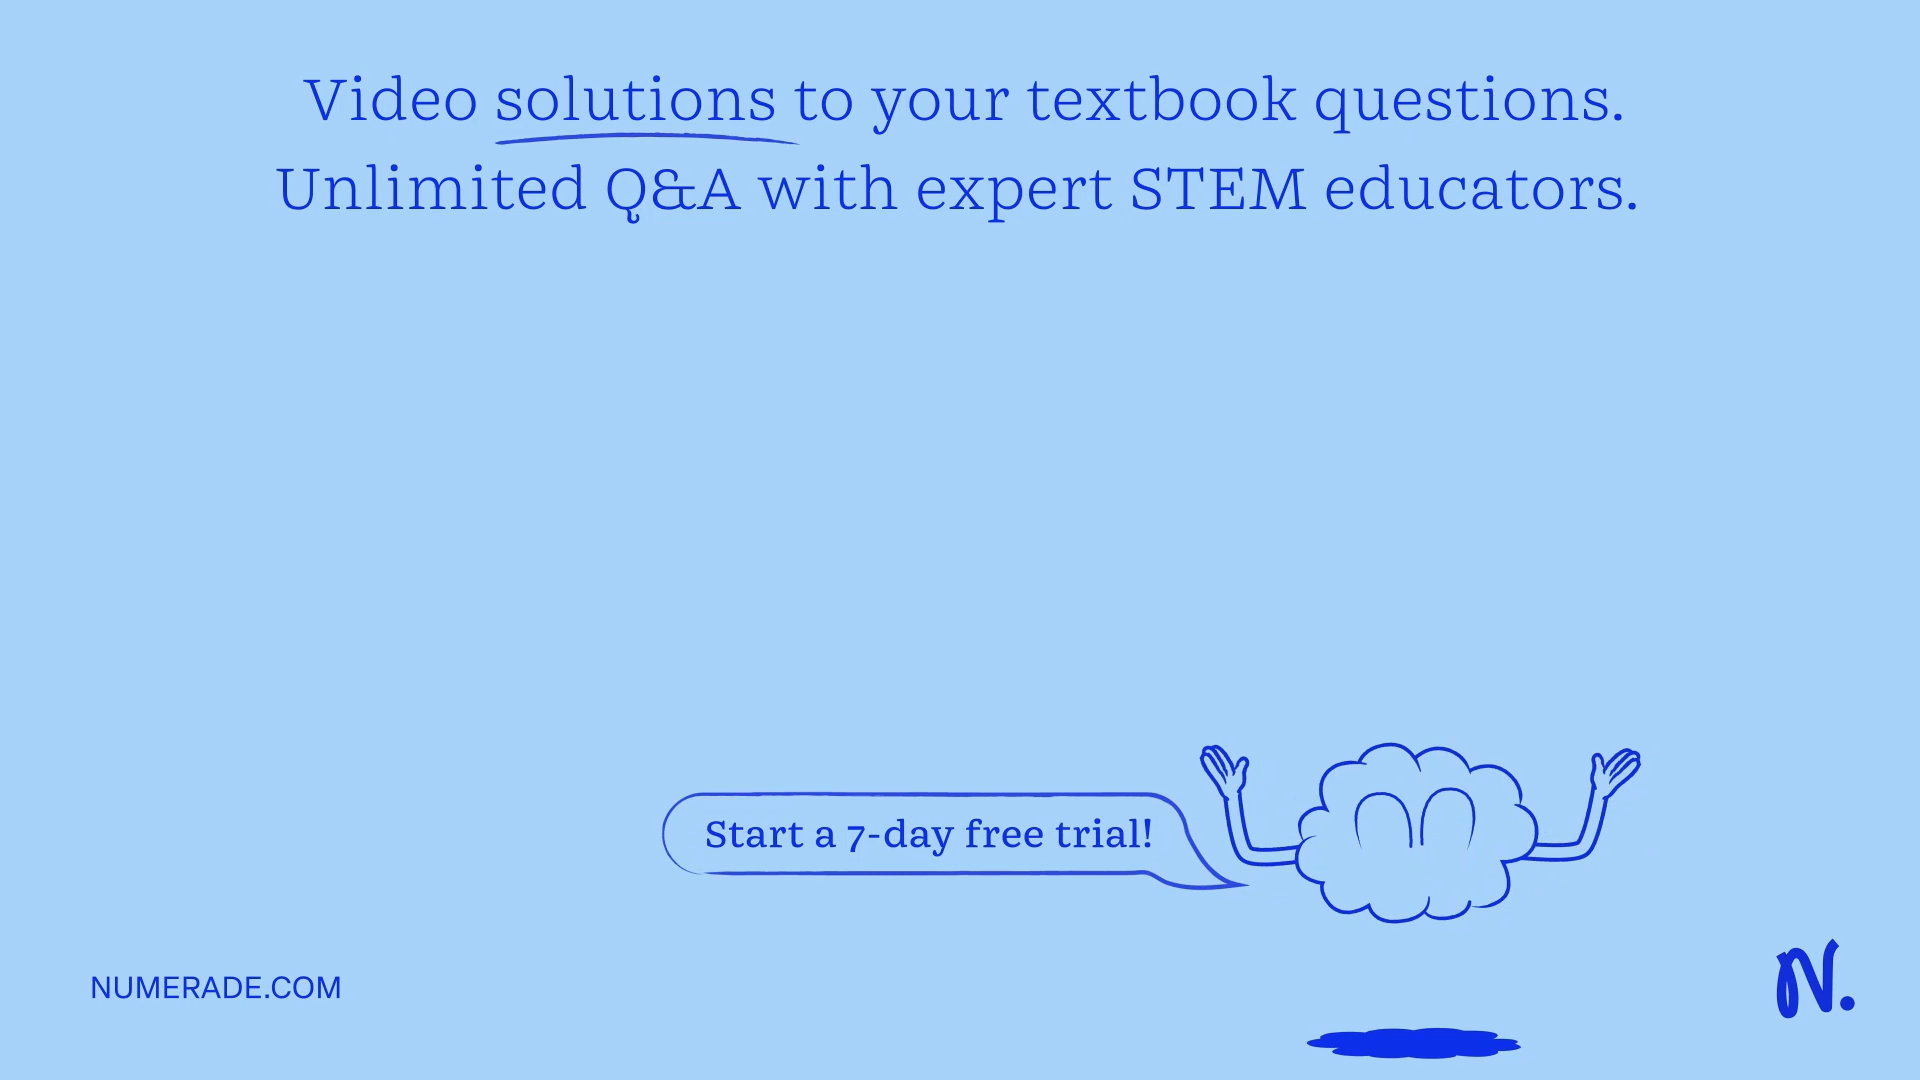 Video solutions to your textbook questions.
Unlimited Q&A with expert STEM educators.
Start a 7-day free trial!
NUMERADE.COM
N.